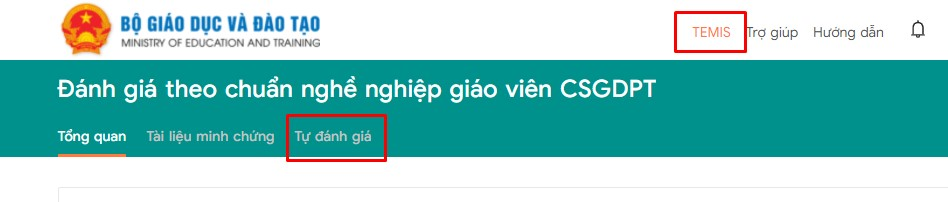 BỘ GIÁO DỤC VÀ ĐÀO TẠO
MINISTRY OF EDUCATION AND TRAINING
TEMIS Trợ giúp Hướng dẫn
Đánh giá theo chuẩn nghề nghiệp giáo viên CSGDPT
Tổng quan Tài liệu minh chứng Tự đánh giá